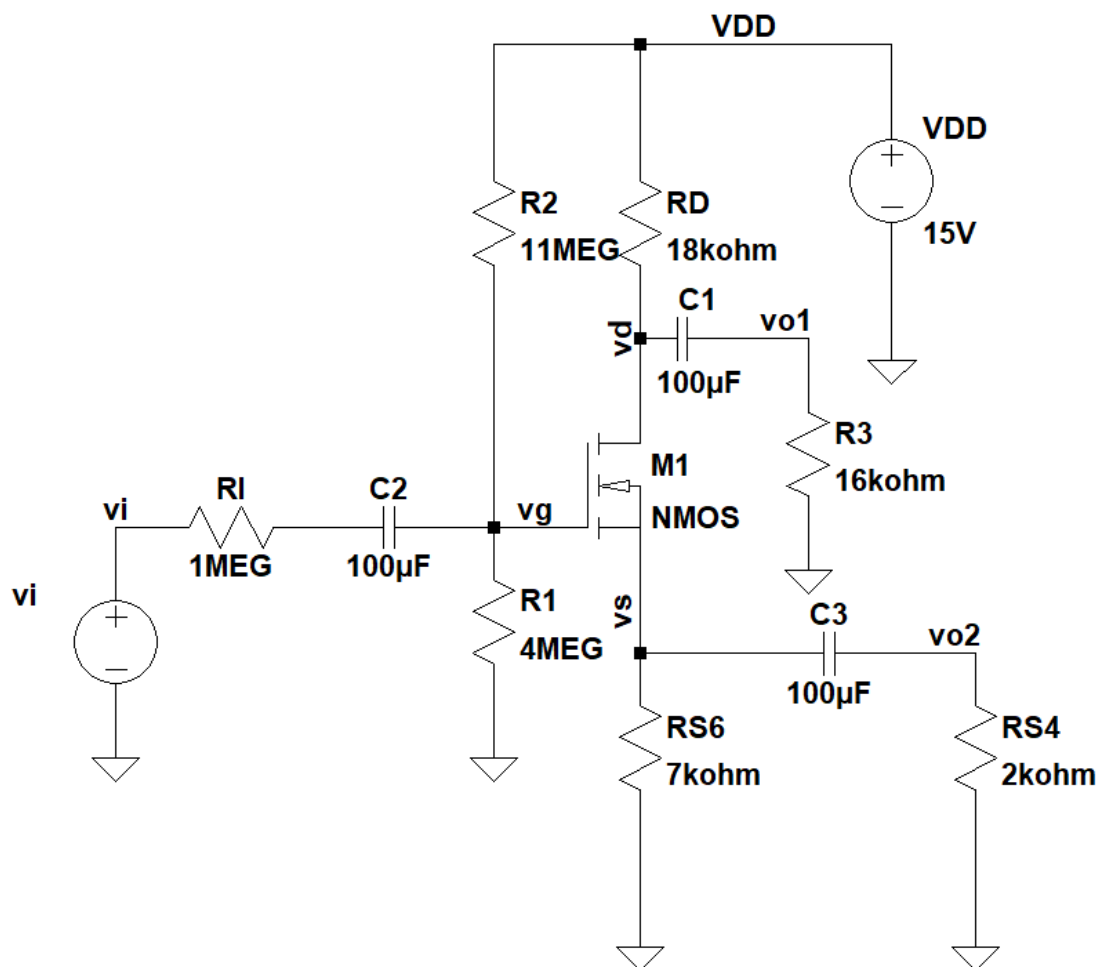 VDD
VDD
15V
R2
11MEG
RD
18kohm
C1
100µF
vd
vo1
R3
16kohm
M1
NMOS
vi
RI
1MEG
C2
100µF
vg
vi
R1
4MEG
vs
C3
100µF
vo2
RS6
7kohm
RS4
2kohm